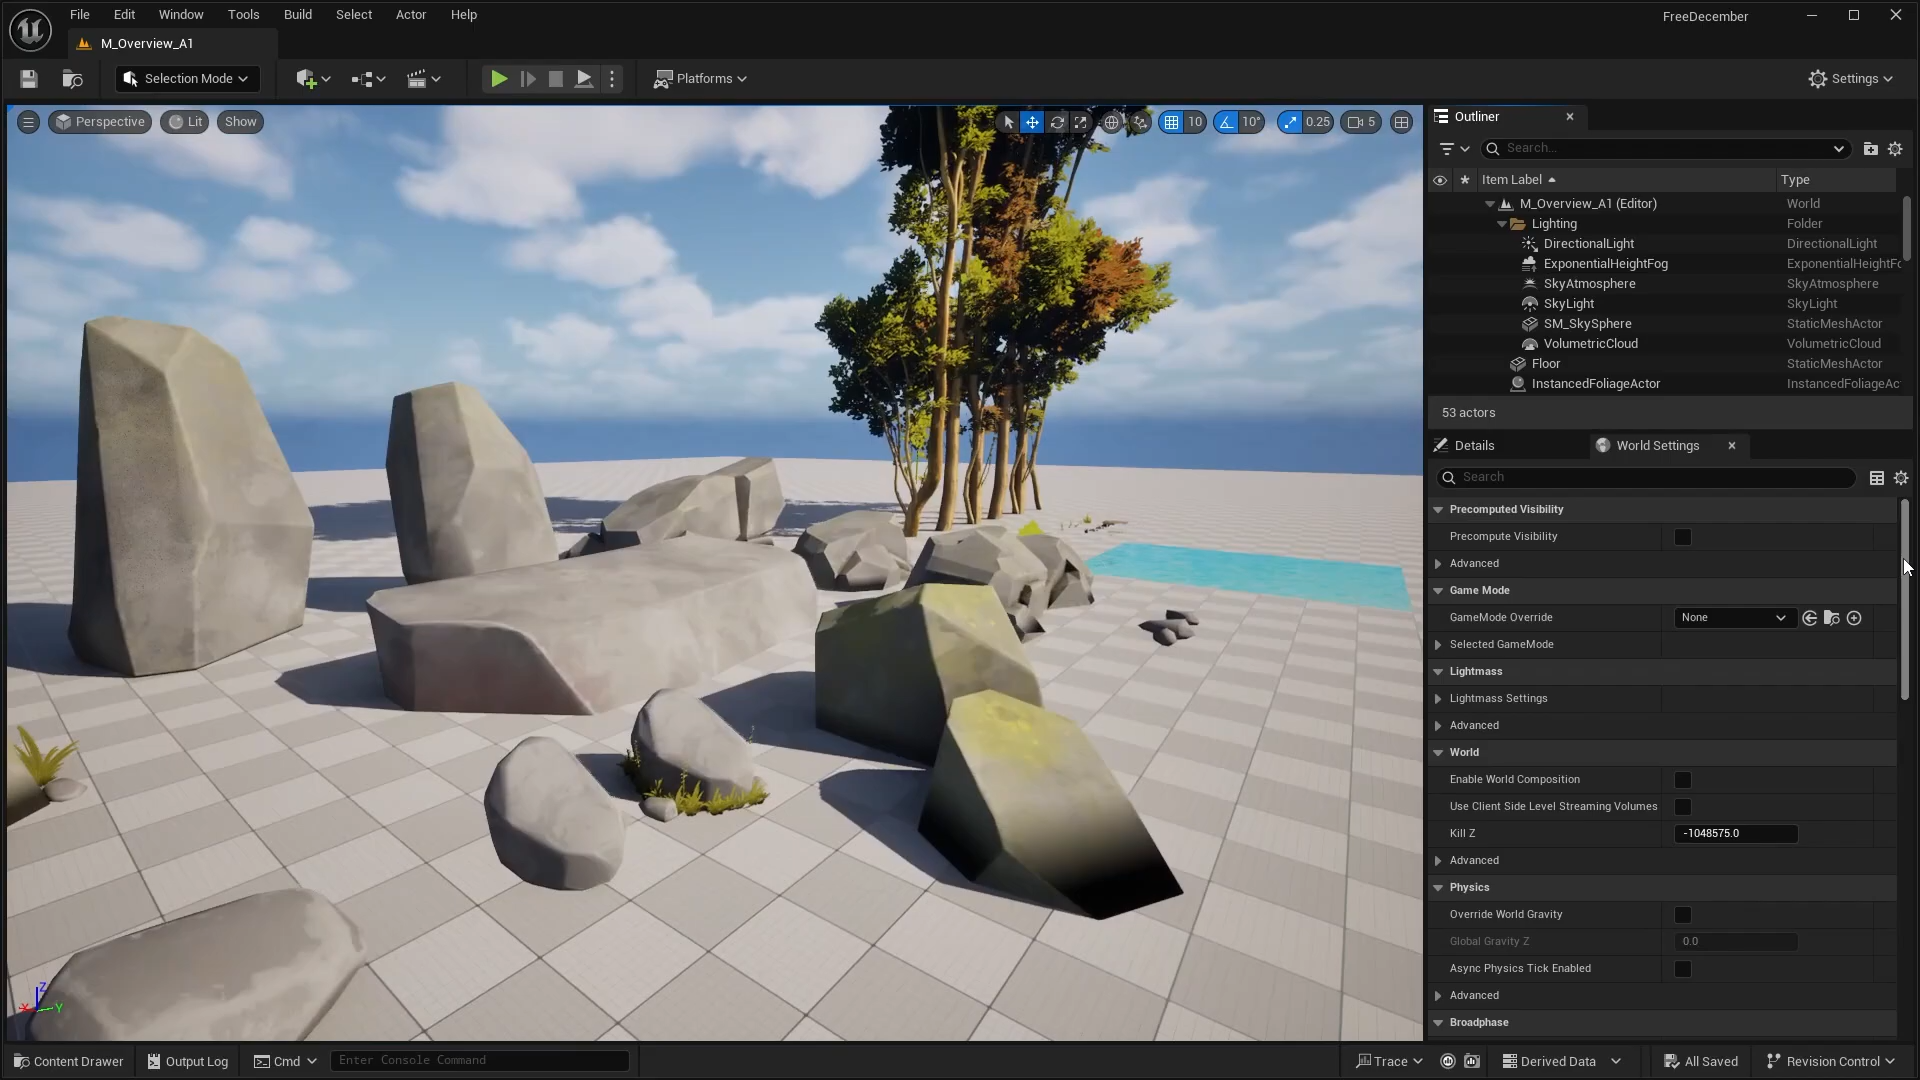 File Edit Window Tools Build Select Actor Help
FreeDecember
M_Overview_A1
Selection Mode
Platforms
Settings
Perspective
Lit
Show
10
10°
0.25
5
Outliner
Search...
Item Label Type
M_Overview_A1 (Editor) World
Lighting Folder
DirectionalLight DirectionalLight
ExponentialHeightFog ExponentialHeightFo
SkyAtmosphere SkyAtmosphere
SkyLight SkyLight
SM_SkySphere StaticMeshActor
VolumetricCloud VolumetricCloud
Floor StaticMeshActor
InstancedFoliageActor InstancedFoliageAc
53 actors
Details World Settings
Search
Precomputed Visibility
Precompute Visibility
Advanced
Game Mode
GameMode Override None
Selected GameMode
Lightmass
Lightmass Settings
Advanced
World
Enable World Composition
Use Client Side Level Streaming Volumes
Kill Z -1048575.0
Advanced
Physics
Override World Gravity
Global Gravity Z 0.0
Async Physics Tick Enabled
Advanced
Broadphase
Z
X
Y
Content Drawer Output Log Cmd Enter Console Command Trace Derived Data All Saved Revision Control